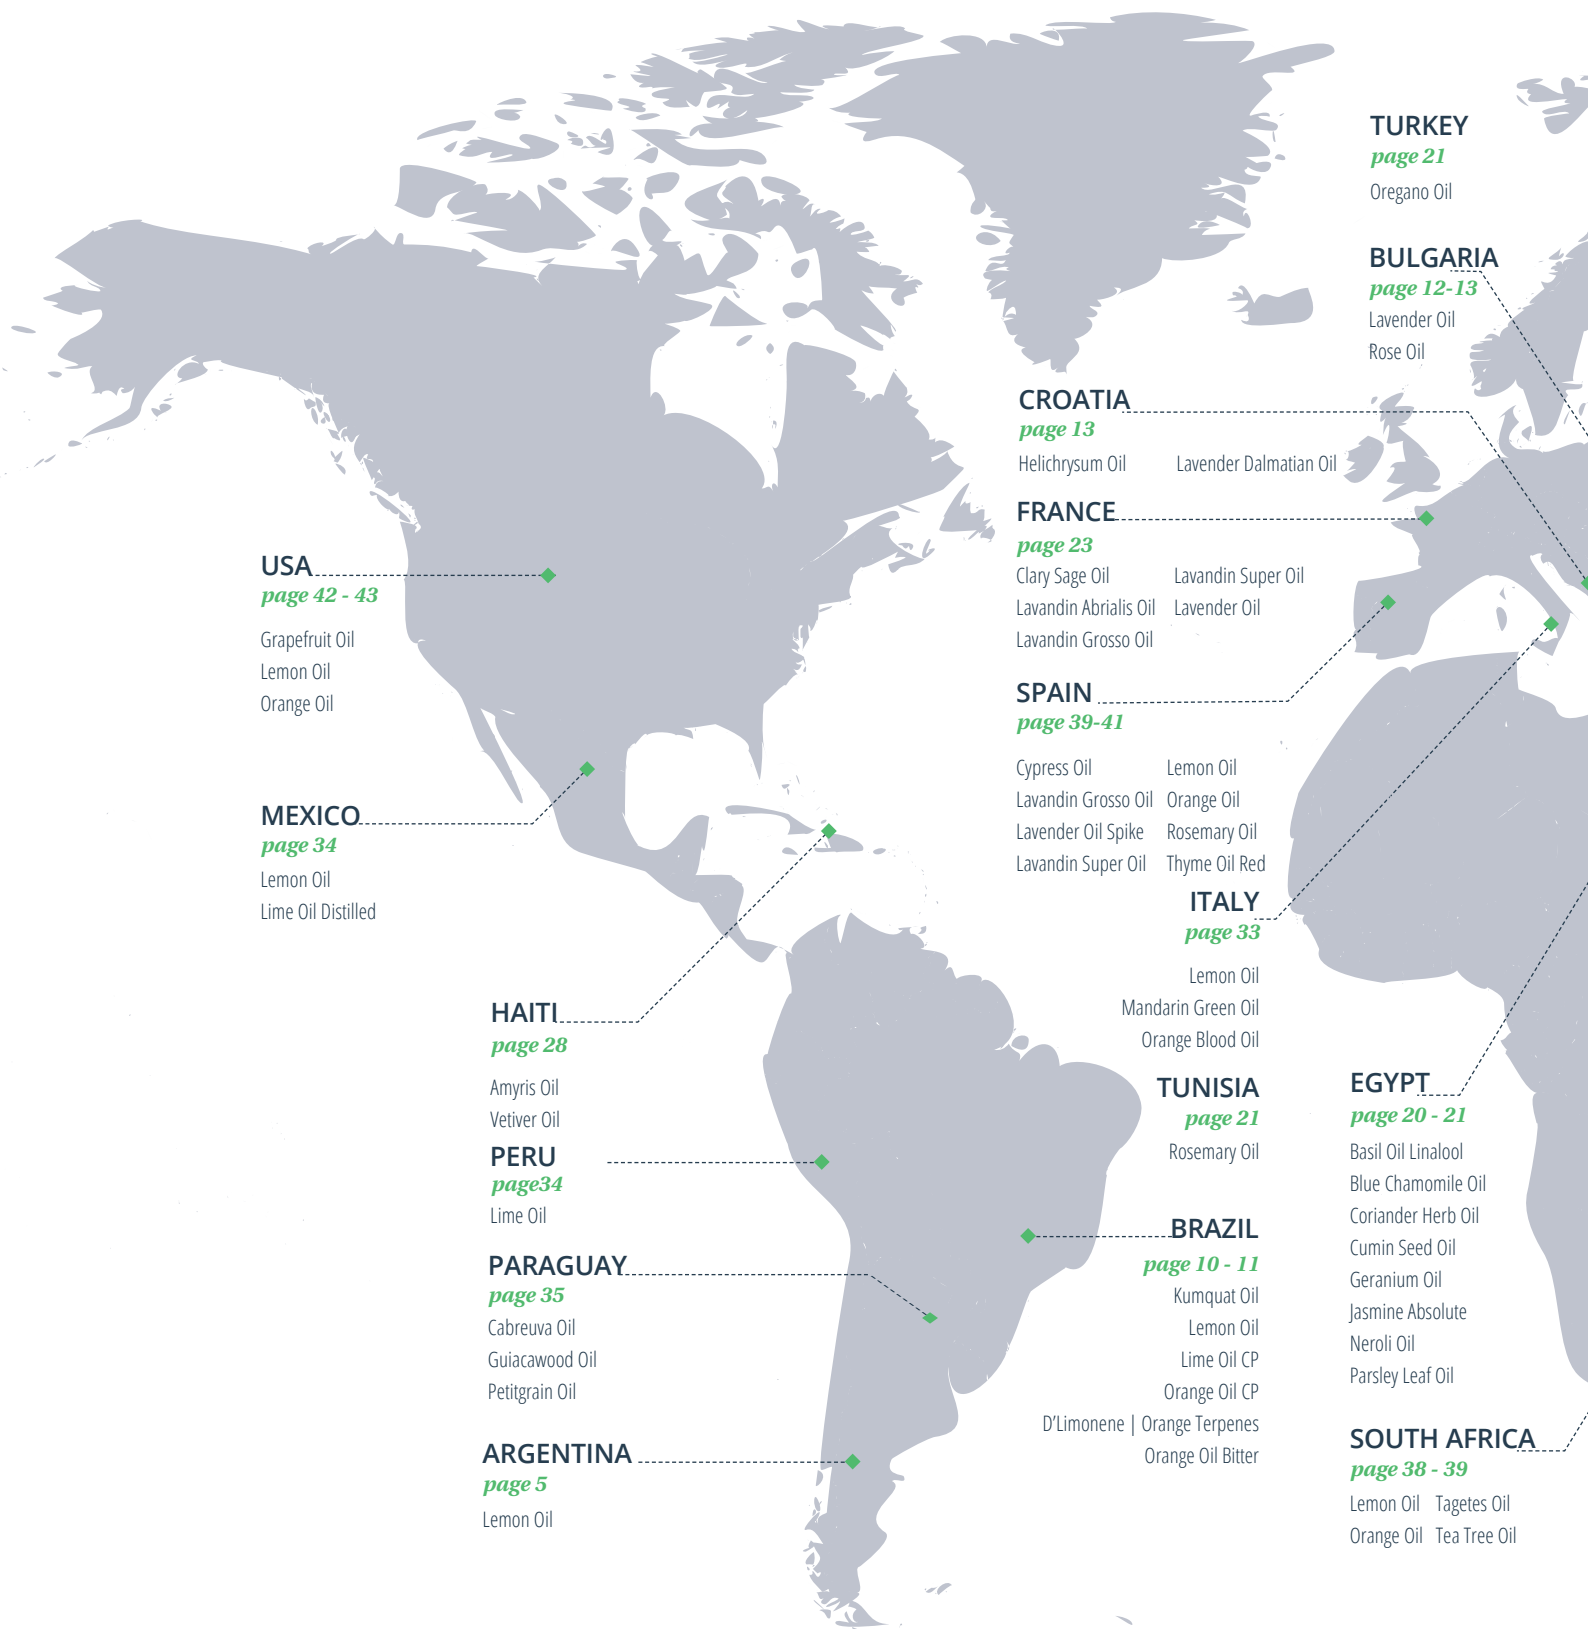 TURKEY
page 21
Oregano Oil
BULGARIA
page 12-13
Lavender Oil
Rose Oil
CROATIA
page 13
Helichrysum Oil Lavender Dalmatian Oil
FRANCE
page 23
Clary Sage Oil Lavandin Super Oil
Lavandin Abrialis Oil Lavender Oil
Lavandin Grosso Oil
USA
page 42 - 43
Grapefruit Oil
Lemon Oil
Orange Oil
SPAIN
page 39-41
Cypress Oil Lemon Oil
Lavandin Grosso Oil Orange Oil
Lavender Oil Spike Rosemary Oil
Lavandin Super Oil Thyme Oil Red
MEXICO
page 34
Lemon Oil
Lime Oil Distilled
ITALY
page 33
Lemon Oil
Mandarin Green Oil
Orange Blood Oil
HAITI
page 28
Amyris Oil
Vetiver Oil
TUNISIA
page 21
Rosemary Oil
EGYPT
page 20 - 21
Basil Oil Linalool
Blue Chamomile Oil
Coriander Herb Oil
Cumin Seed Oil
Geranium Oil
Jasmine Absolute
Neroli Oil
Parsley Leaf Oil
PERU
page34
Lime Oil
BRAZIL
page 10 - 11
Kumquat Oil
Lemon Oil
Lime Oil CP
Orange Oil CP
D'Limonene | Orange Terpenes
Orange Oil Bitter
PARAGUAY
page 35
Cabreuva Oil
Guiacawood Oil
Petitgrain Oil
ARGENTINA
page 5
Lemon Oil
SOUTH AFRICA
page 38 - 39
Lemon Oil Tagetes Oil
Orange Oil Tea Tree Oil